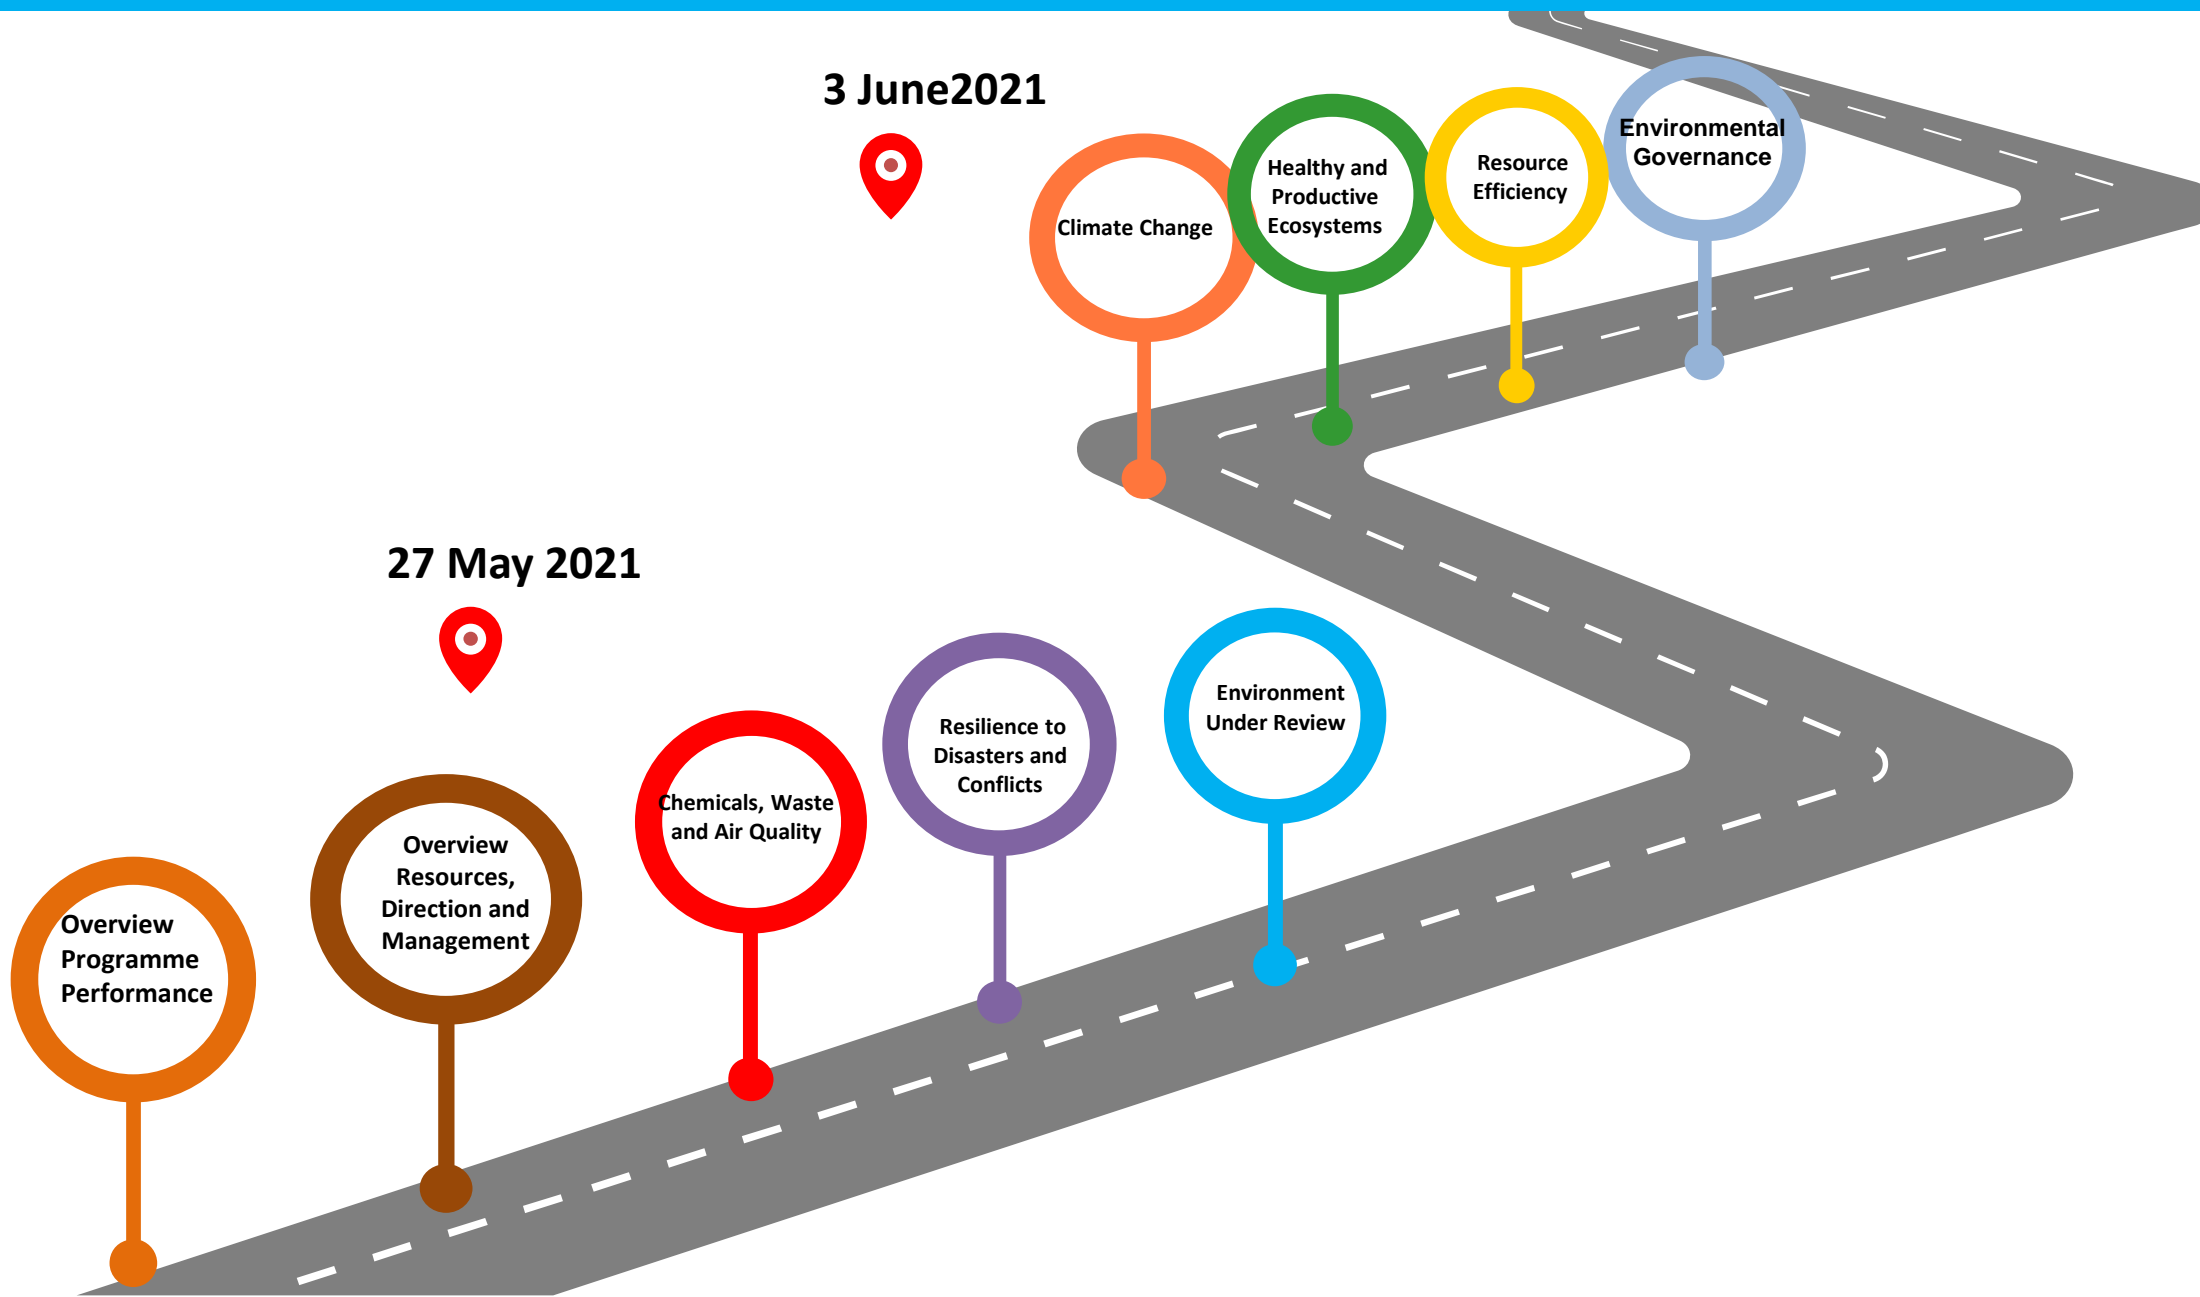 3 June2021
Climate Change
Healthy and
Productive
Ecosystems
Resource
Efficiency
Environmental
Governance
27 May 2021
Overview
Programme
Performance
Overview
Resources,
Direction and
Management
Chemicals, Waste
and Air Quality
Resilience to
Disasters and
Conflicts
Environment
Under Review